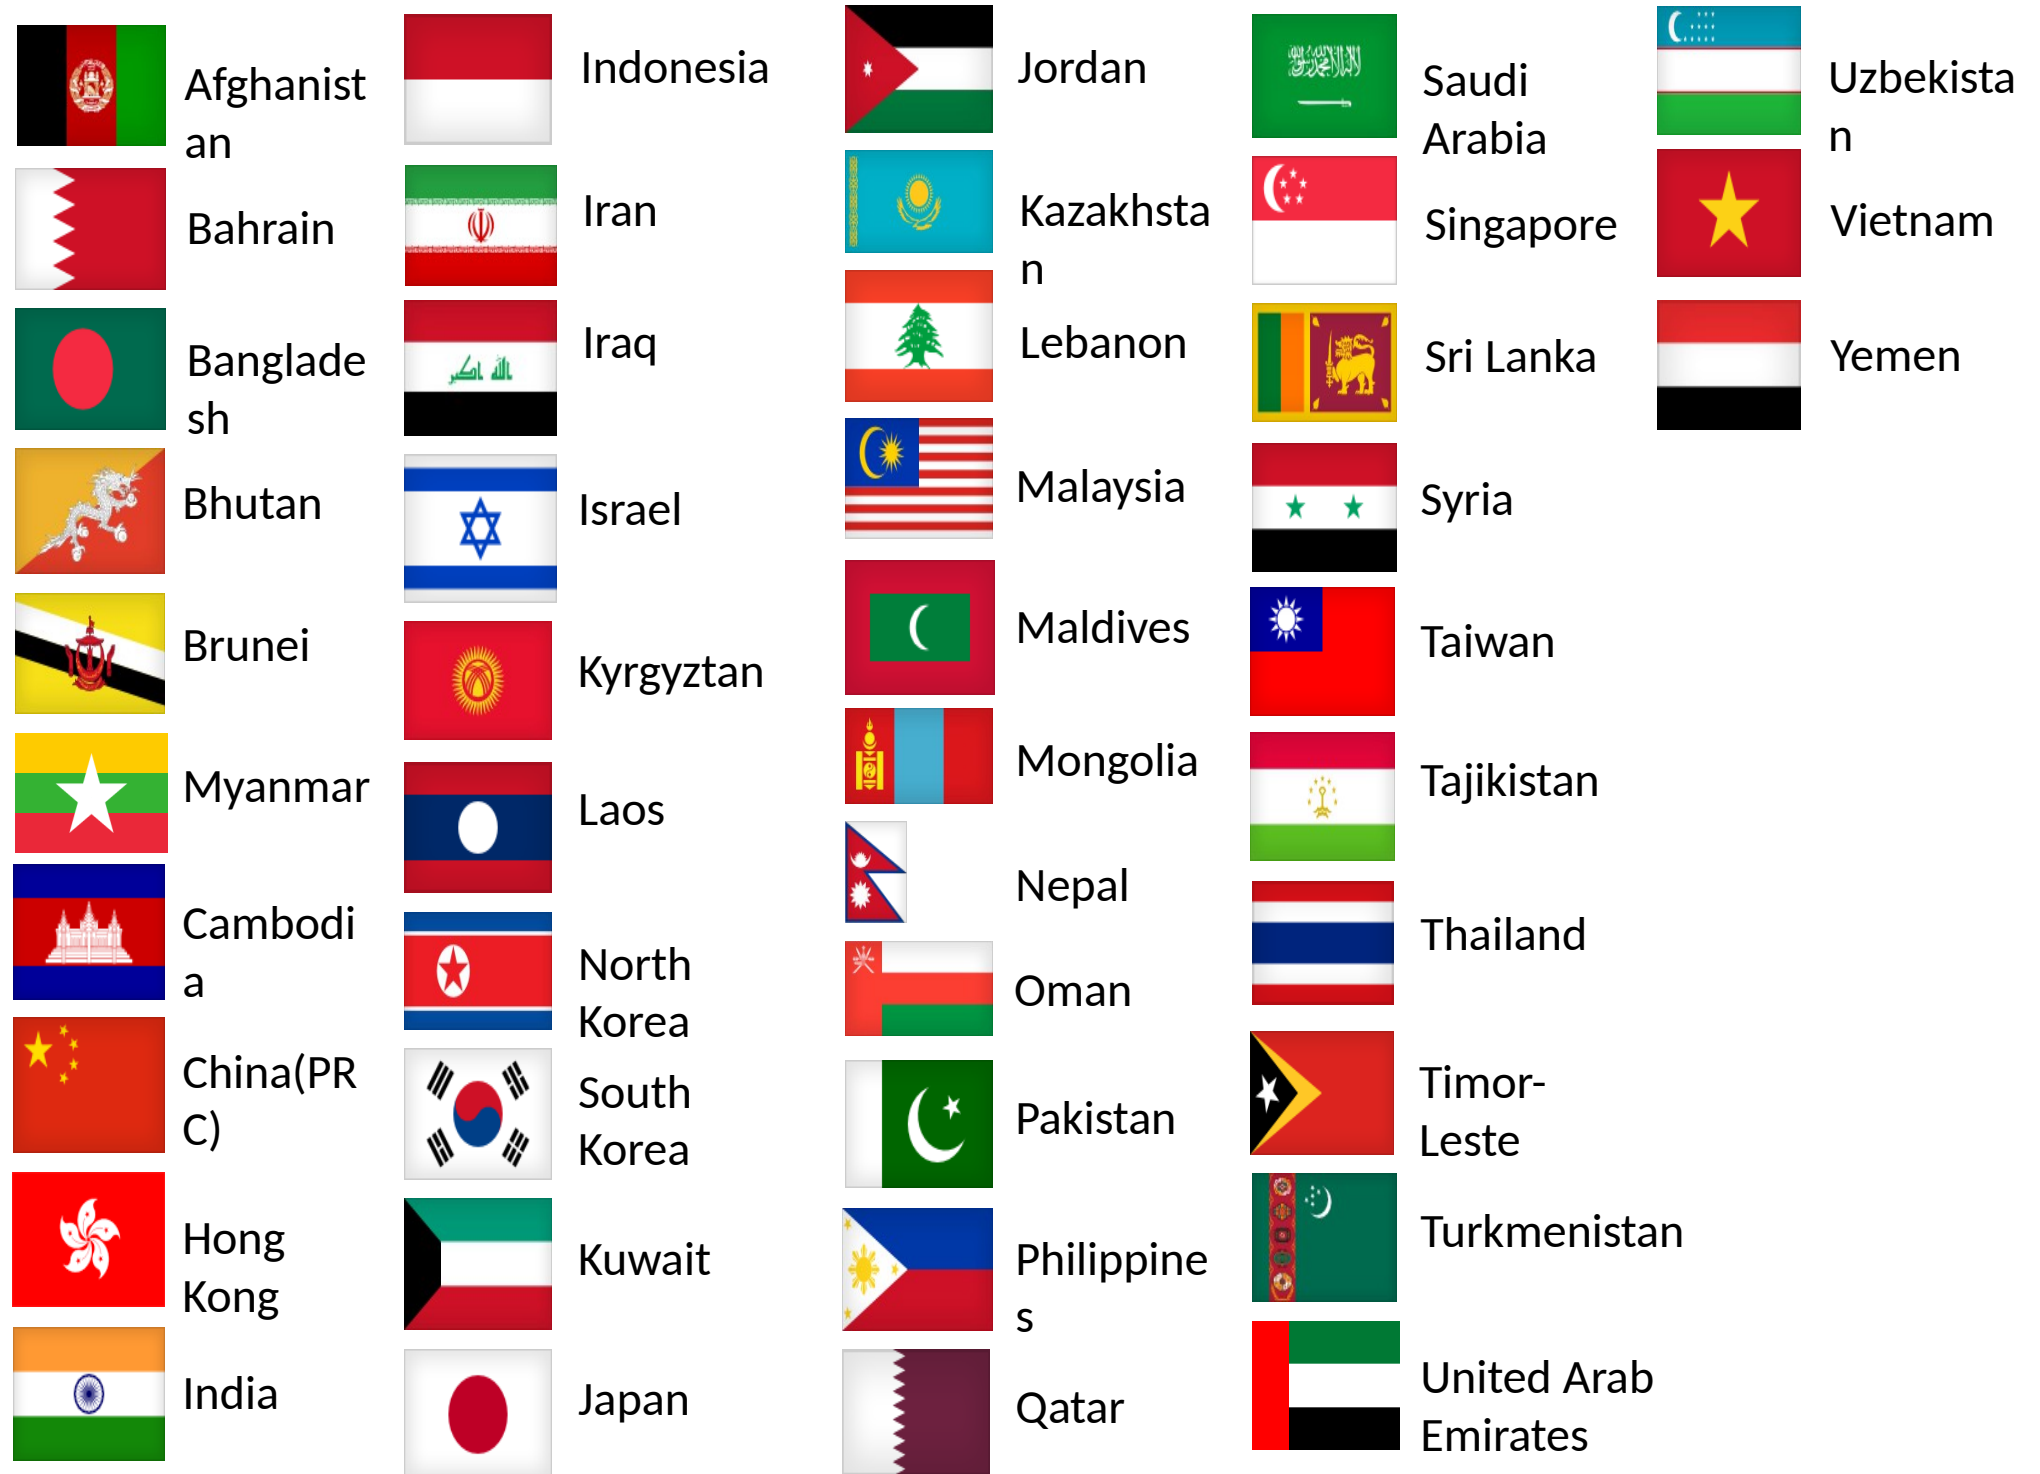 Afghanist
an
Bahrain
Banglade
sh
Bhutan
Brunei
Myanmar
Cambodi
a
China(PR
C)
Hong
Kong
India
Indonesia
Iran
Iraq
Israel
Kyrgyztan
Laos
North
Korea
South
Korea
Kuwait
Japan
Jordan
Kazakhsta
n
Lebanon
Malaysia
Maldives
Mongolia
Nepal
Oman
Pakistan
Philippine
s
Qatar
Saudi
Arabia
Singapore
Sri Lanka
Syria
Taiwan
Tajikistan
Thailand
Timor-
Leste
Turkmenistan
United Arab
Emirates
Uzbekista
n
Vietnam
Yemen